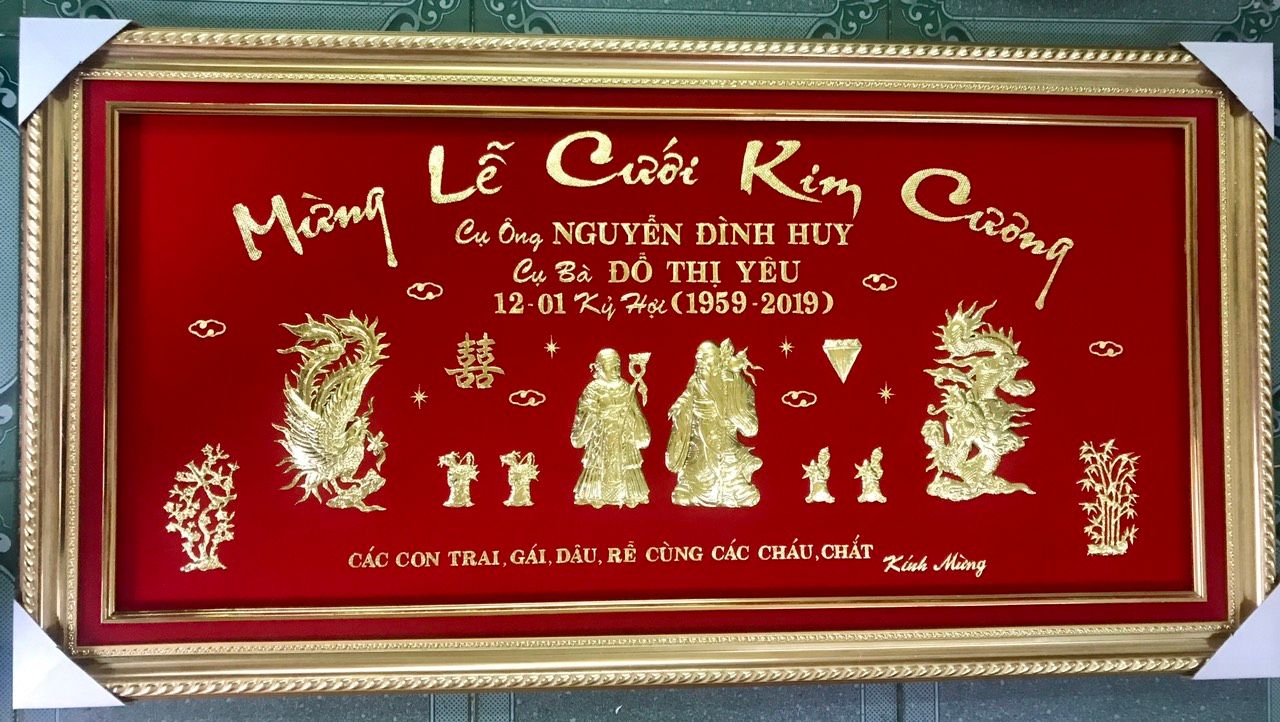 Mừng Lễ Cưới Kim Cương
Cụ Ông NGUYỄN ĐÌNH HUY
Cụ Bà ĐỖ THỊ YÊU
12-01 Kỷ Hợi (1959-2019)
囍
CÁC CON TRAI, GÁI, DÂU, RỂ CÙNG CÁC CHÁU, CHẮT Kính Mừng